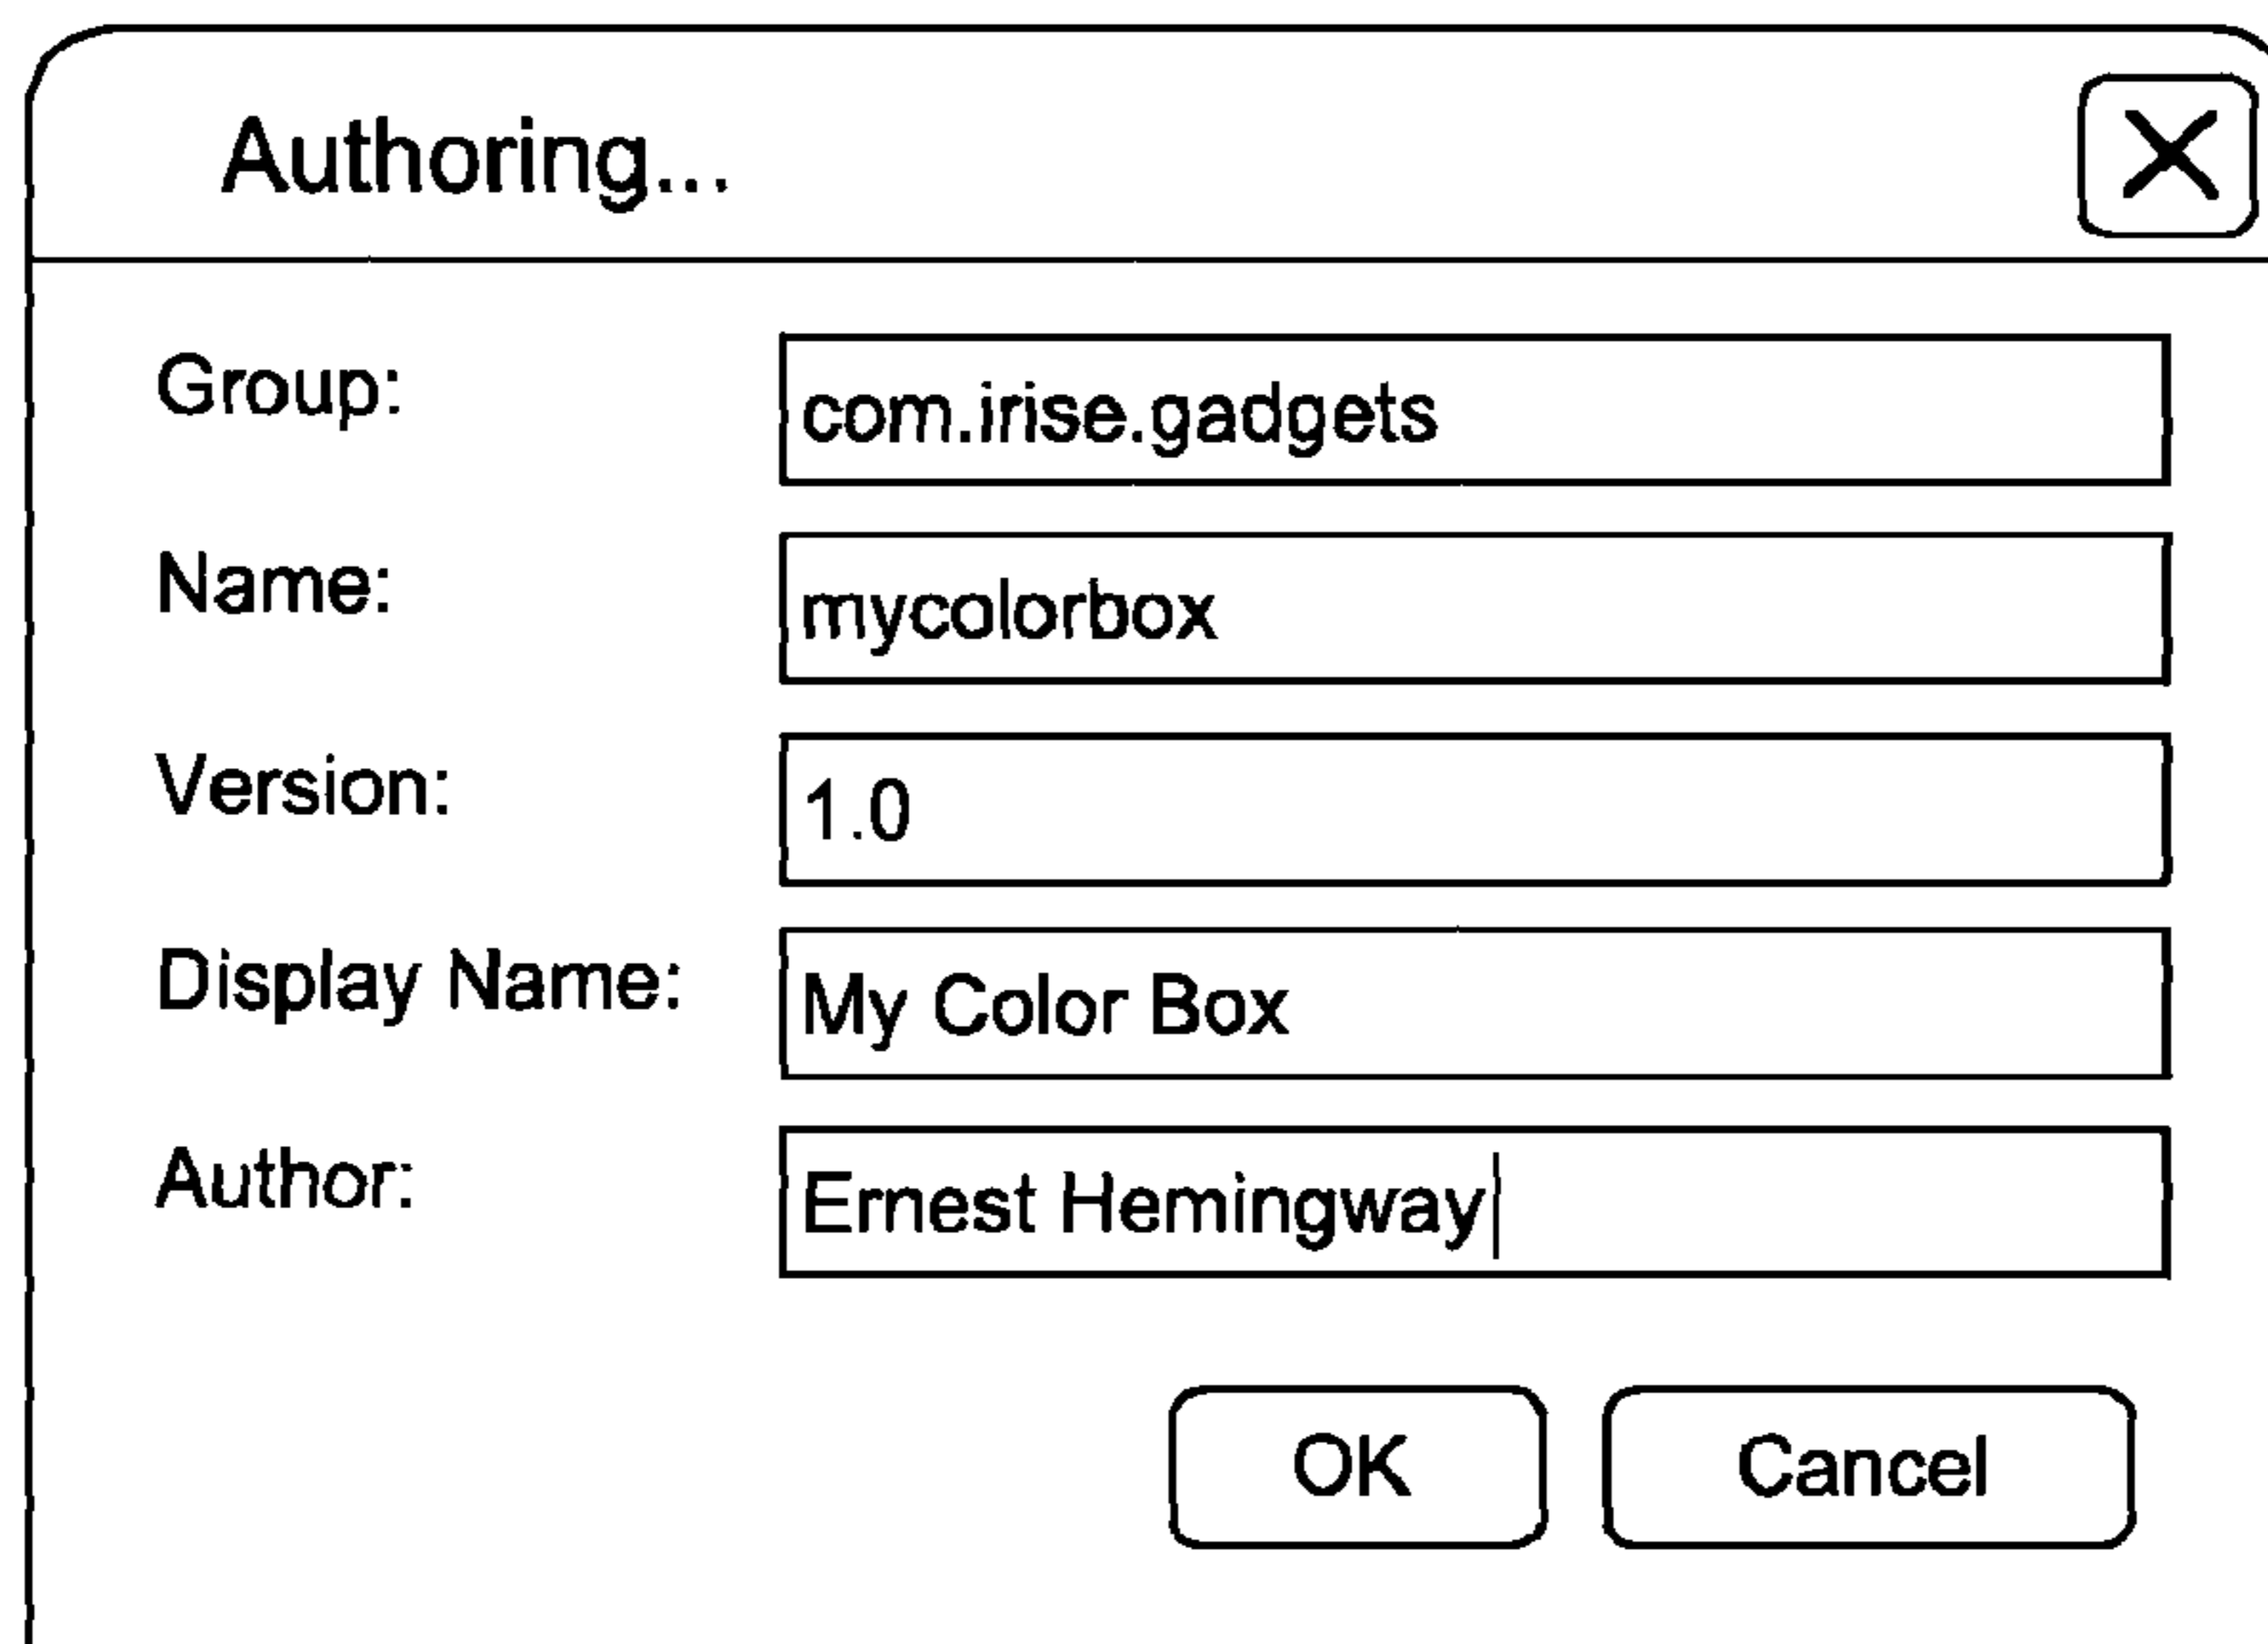 Authoring...
Group: com.irise.gadgets
Name: mycolorbox
Version: 1.0
Display Name: My Color Box
Author: Ernest Hemingway
OK Cancel